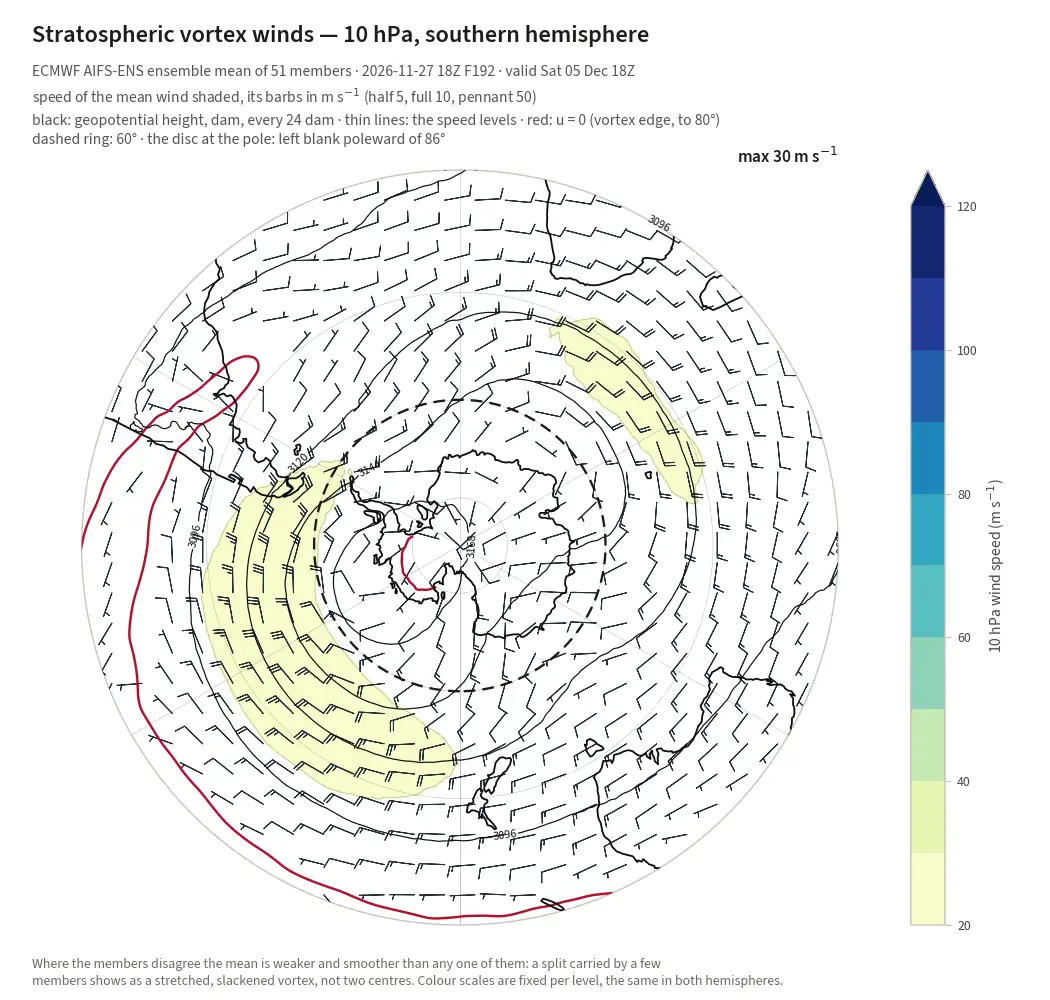 Stratospheric vortex winds — 10 hPa, southern hemisphere
ECMWF AIFS-ENS ensemble mean of 51 members · 2026-11-27 18Z F192 · valid Sat 05 Dec 18Z
speed of the mean wind shaded, its barbs in m s⁻¹ (half 5, full 10, pennant 50)
black: geopotential height, dam, every 24 dam · thin lines: the speed levels · red: u = 0 (vortex edge, to 80°)
dashed ring: 60° · the disc at the pole: left blank poleward of 86°
max 30 m s⁻¹
3096
3120
3096
3168
3096
120
100
80
60
40
20
10 hPa wind speed (m s⁻¹)
Where the members disagree the mean is weaker and smoother than any one of them: a split carried by a few
members shows as a stretched, slackened vortex, not two centres. Colour scales are fixed per level, the same in both hemispheres.